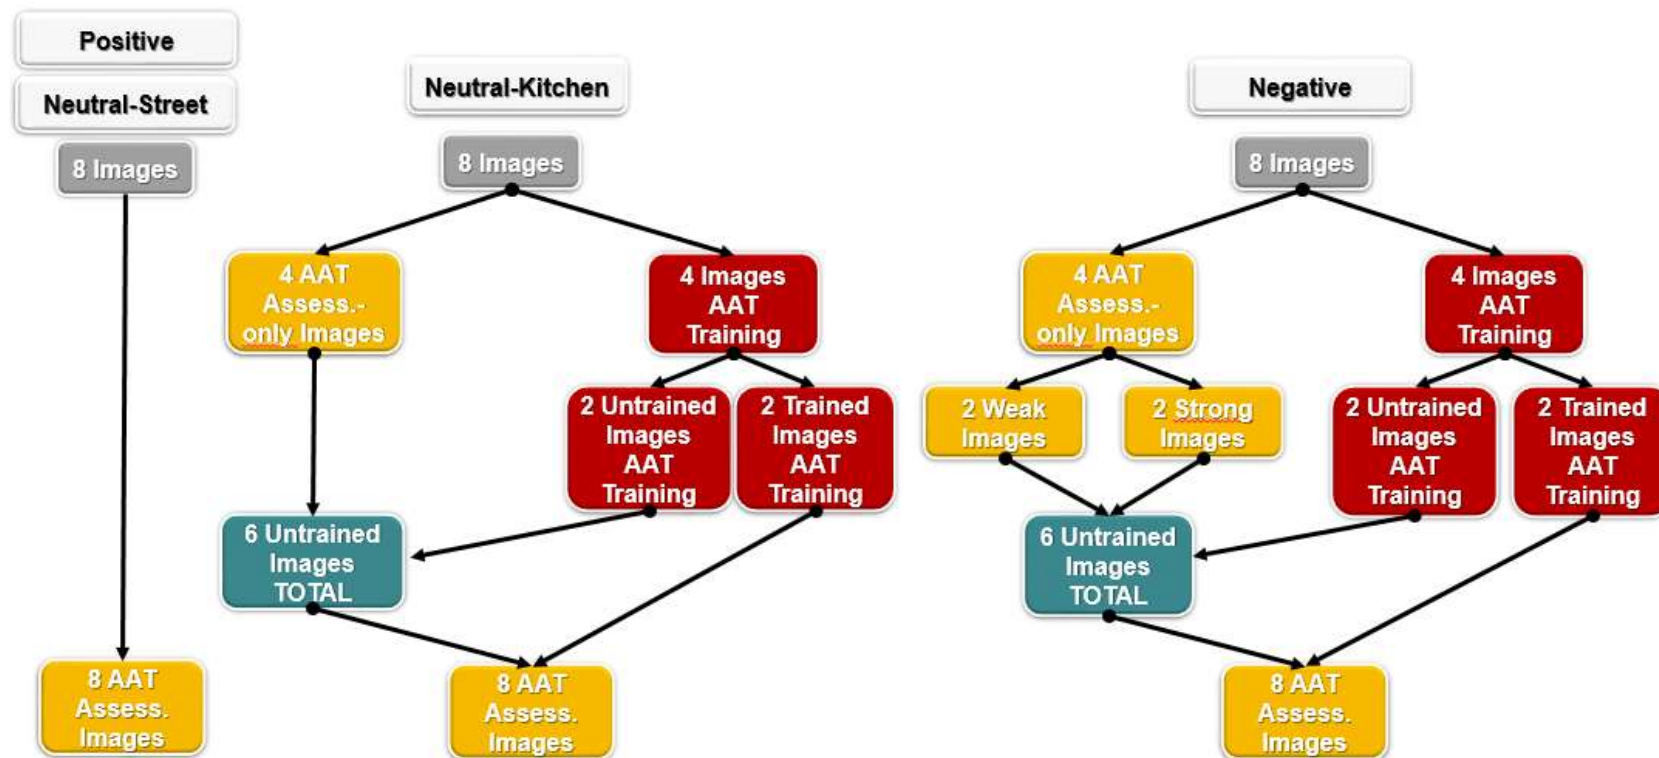 Positive
Neutral-Street
8 Images
8 AAT
Assess.
Images
Neutral-Kitchen
8 Images
4 AAT
Assess.-
only Images
4 Images
AAT
Training
2 Untrained
Images
AAT
Training
2 Trained
Images
AAT
Training
6 Untrained
Images
TOTAL
8 AAT
Assess.
Images
Negative
8 Images
4 AAT
Assess.-
only Images
4 Images
AAT
Training
2 Weak
Images
2 Strong
Images
2 Untrained
Images
AAT
Training
2 Trained
Images
AAT
Training
6 Untrained
Images
TOTAL
8 AAT
Assess.
Images